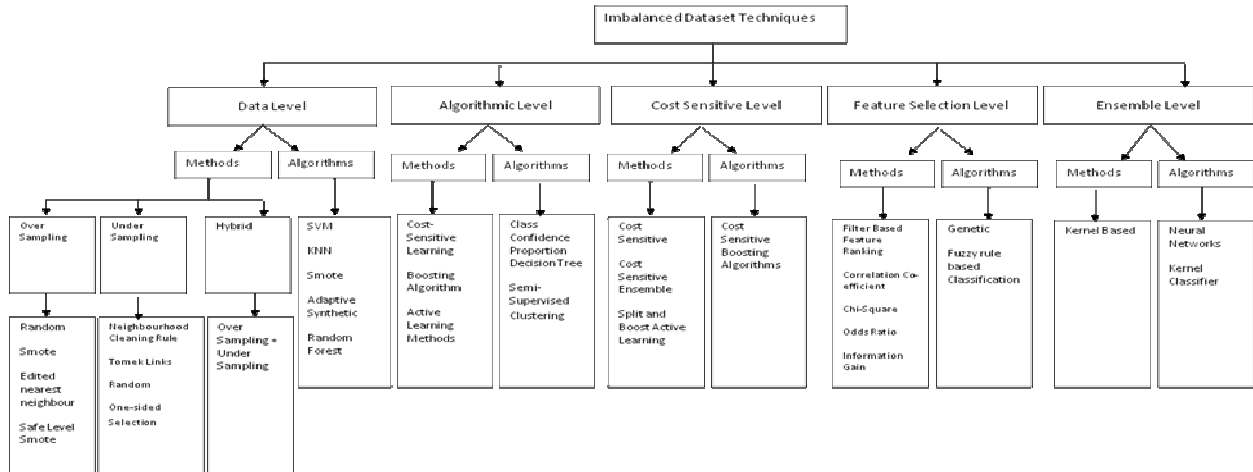 Imbalanced Dataset Techniques
Data Level
Algorithmic Level
Cost Sensitive Level
Feature Selection Level
Ensemble Level
Methods
Algorithms
Methods
Algorithms
Methods
Algorithms
Methods
Algorithms
Methods
Algorithms
Over
Sampling
Under
Sampling
Hybrid
SVM
KNN
Smote
Adaptive
Synthetic
Random
Forest
Cost-
Sensitive
Learning
Boosting
Algorithm
Active
Learning
Methods
Class
Confidence
Proportion
Decision Tree
Semi-
Supervised
Clustering
Cost
Sensitive
Cost
Sensitive
Ensemble
Split and
Boost Active
Learning
Cost
Sensitive
Boosting
Algorithms
Filter Based
Feature
Ranking
Correlation Co-
efficient
Chi-Square
Odds Ratio
Information
Gain
Genetic
Fuzzy rule
based
Classification
Kernel Based
Neural
Networks
Kernel
Classifier
Random
Smote
Edited
nearest
neighbour
Safe Level
Smote
Neighbourhood
Cleaning Rule
Tomek Links
Random
One-sided
Selection
Over
Sampling +
Under
Sampling